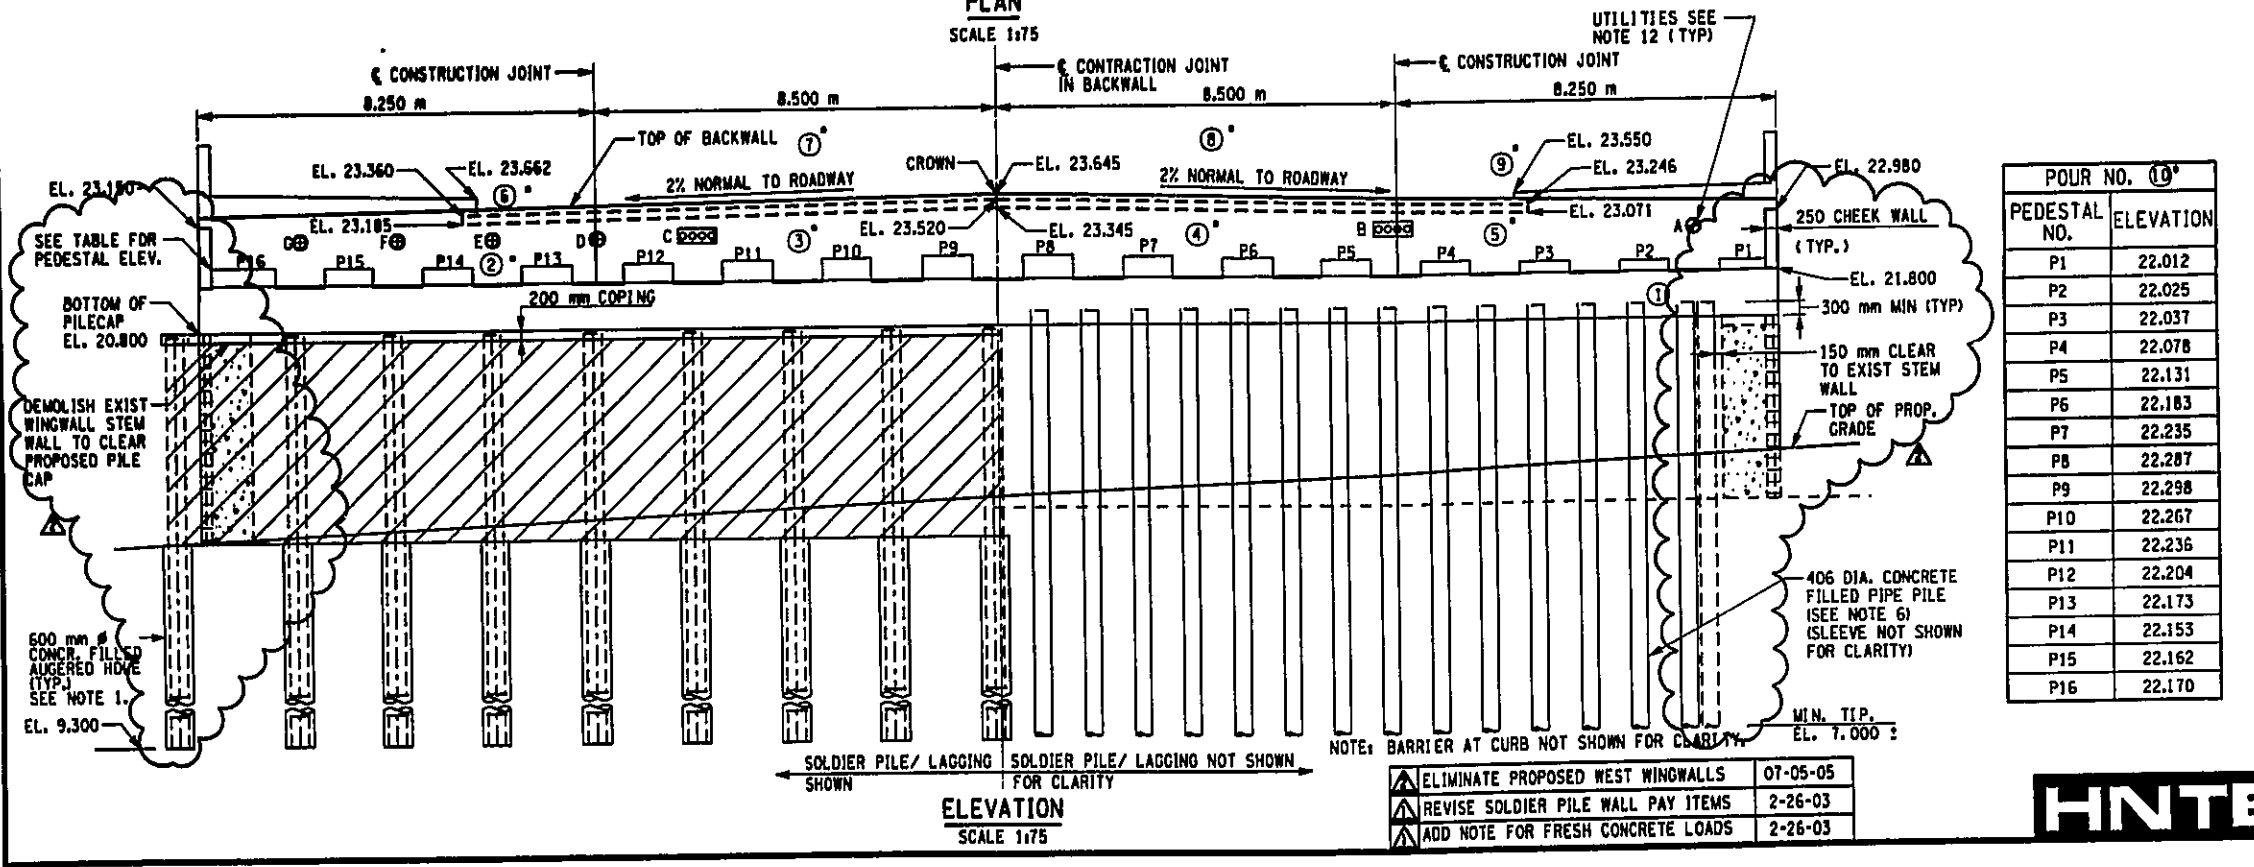 PLAN
SCALE 1:75
UTILITIES SEE
NOTE 12 (TYP)
℄ CONSTRUCTION JOINT
℄ CONTRACTION JOINT
IN BACKWALL
℄ CONSTRUCTION JOINT
8.250 m
8.500 m
8.500 m
8.250 m
TOP OF BACKWALL
7
8
9
EL. 23.550
EL. 23.360
EL. 23.662
CROWN
EL. 23.645
EL. 23.246
EL. 22.980
EL. 23.150
6
2% NORMAL TO ROADWAY
2% NORMAL TO ROADWAY
EL. 23.185
EL. 23.071
250 CHEEK WALL
(TYP.)
SEE TABLE FOR
PEDESTAL ELEV.
G
F
E
D
C
3
EL. 23.520
EL. 23.345
4
B
5
A
P16
P15
P14
2
P13
P12
P11
P10
P9
P8
P7
P6
P5
P4
P3
P2
P1
EL. 21.800
BOTTOM OF
PILECAP
EL. 20.800
200 mm COPING
1
300 mm MIN (TYP)
150 mm CLEAR
TO EXIST STEM
WALL
DEMOLISH EXIST
WINGWALL STEM
WALL TO CLEAR
PROPOSED PILE
CAP
TOP OF PROP.
GRADE
406 DIA. CONCRETE
FILLED PIPE PILE
(SEE NOTE 6)
(SLEEVE NOT SHOWN
FOR CLARITY)
600 mm ø
CONCR. FILLED
AUGERED HOLE
(TYP.)
SEE NOTE 1.
EL. 9.300
MIN. TIP.
EL. 7.000 ±
NOTE: BARRIER AT CURB NOT SHOWN FOR CLARITY.
SOLDIER PILE/ LAGGING
SHOWN
SOLDIER PILE/ LAGGING NOT SHOWN
FOR CLARITY
ELEVATION
SCALE 1:75
POUR NO. 10*
PEDESTAL NO. ELEVATION
P1 22.012
P2 22.025
P3 22.037
P4 22.078
P5 22.131
P6 22.183
P7 22.235
P8 22.287
P9 22.298
P10 22.267
P11 22.236
P12 22.204
P13 22.173
P14 22.153
P15 22.162
P16 22.170
ELIMINATE PROPOSED WEST WINGWALLS 07-05-05
REVISE SOLDIER PILE WALL PAY ITEMS 2-26-03
ADD NOTE FOR FRESH CONCRETE LOADS 2-26-03
HNTB